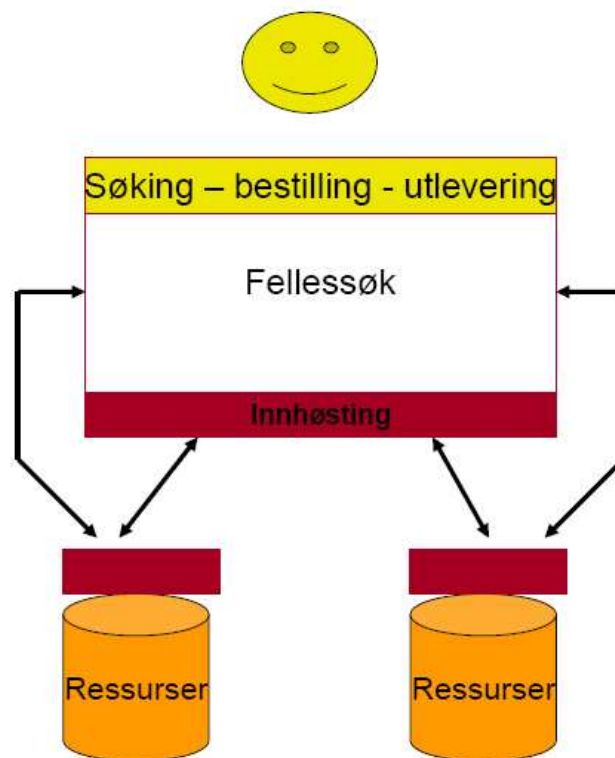 Søking – bestilling - utlevering
Fellessøk
Innhøsting
Ressurser
Ressurser